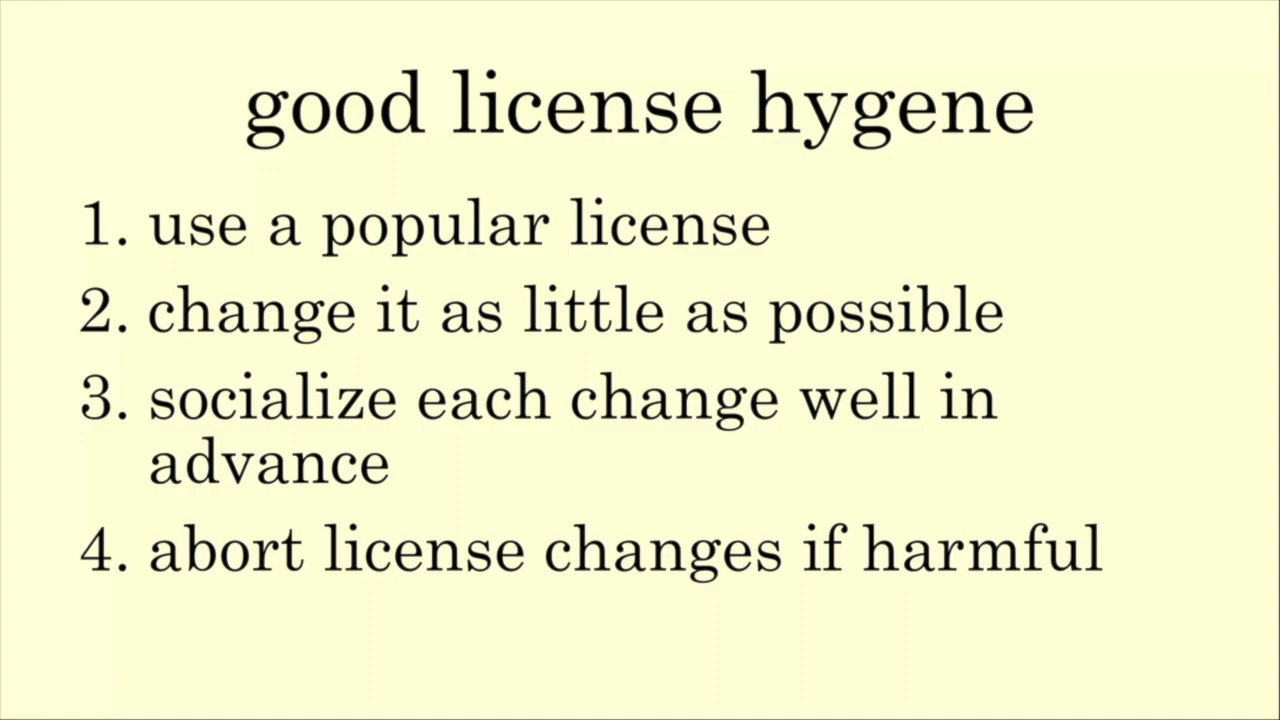 good license hygene
1. use a popular license
2. change it as little as possible
3. socialize each change well in
advance
4. abort license changes if harmful